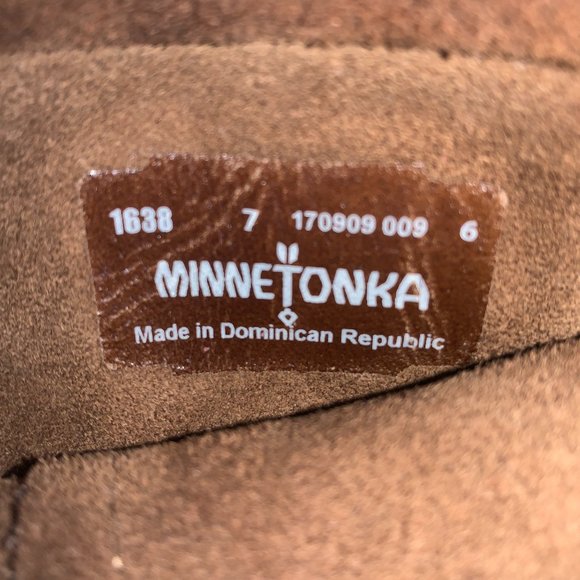 1638 7 170909 009 6
MINNETONKA
Made in Dominican Republic